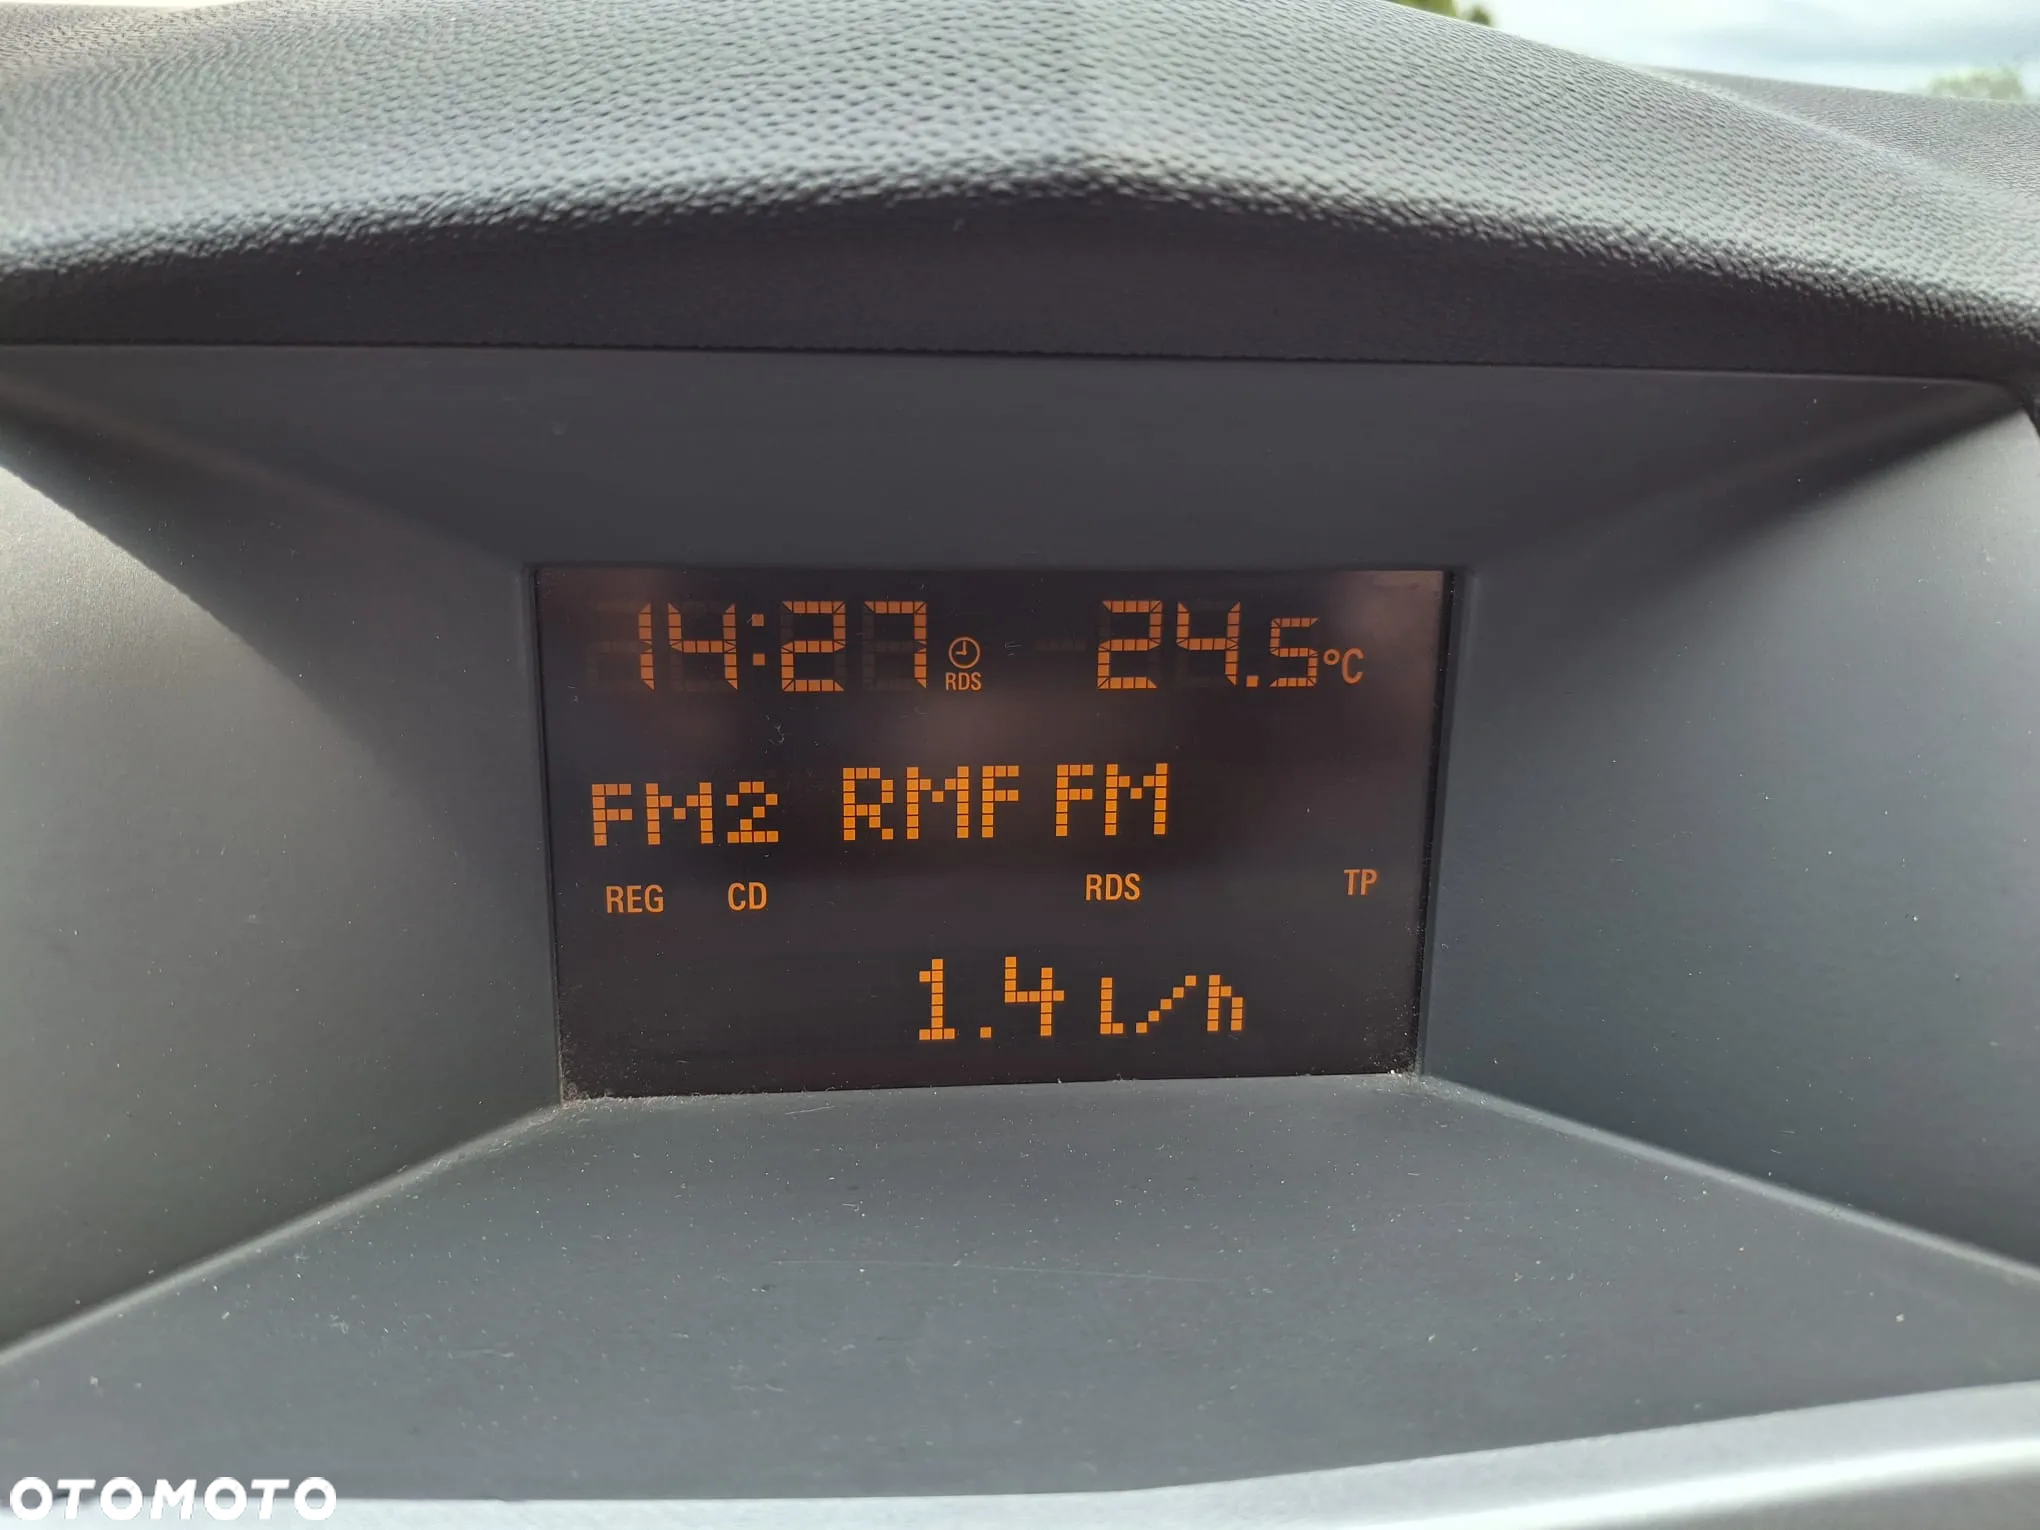 14:27 RDS 24.5°C
FM2 RMF FM
REG CD RDS TP
1.4 l/h
OTOMOTO